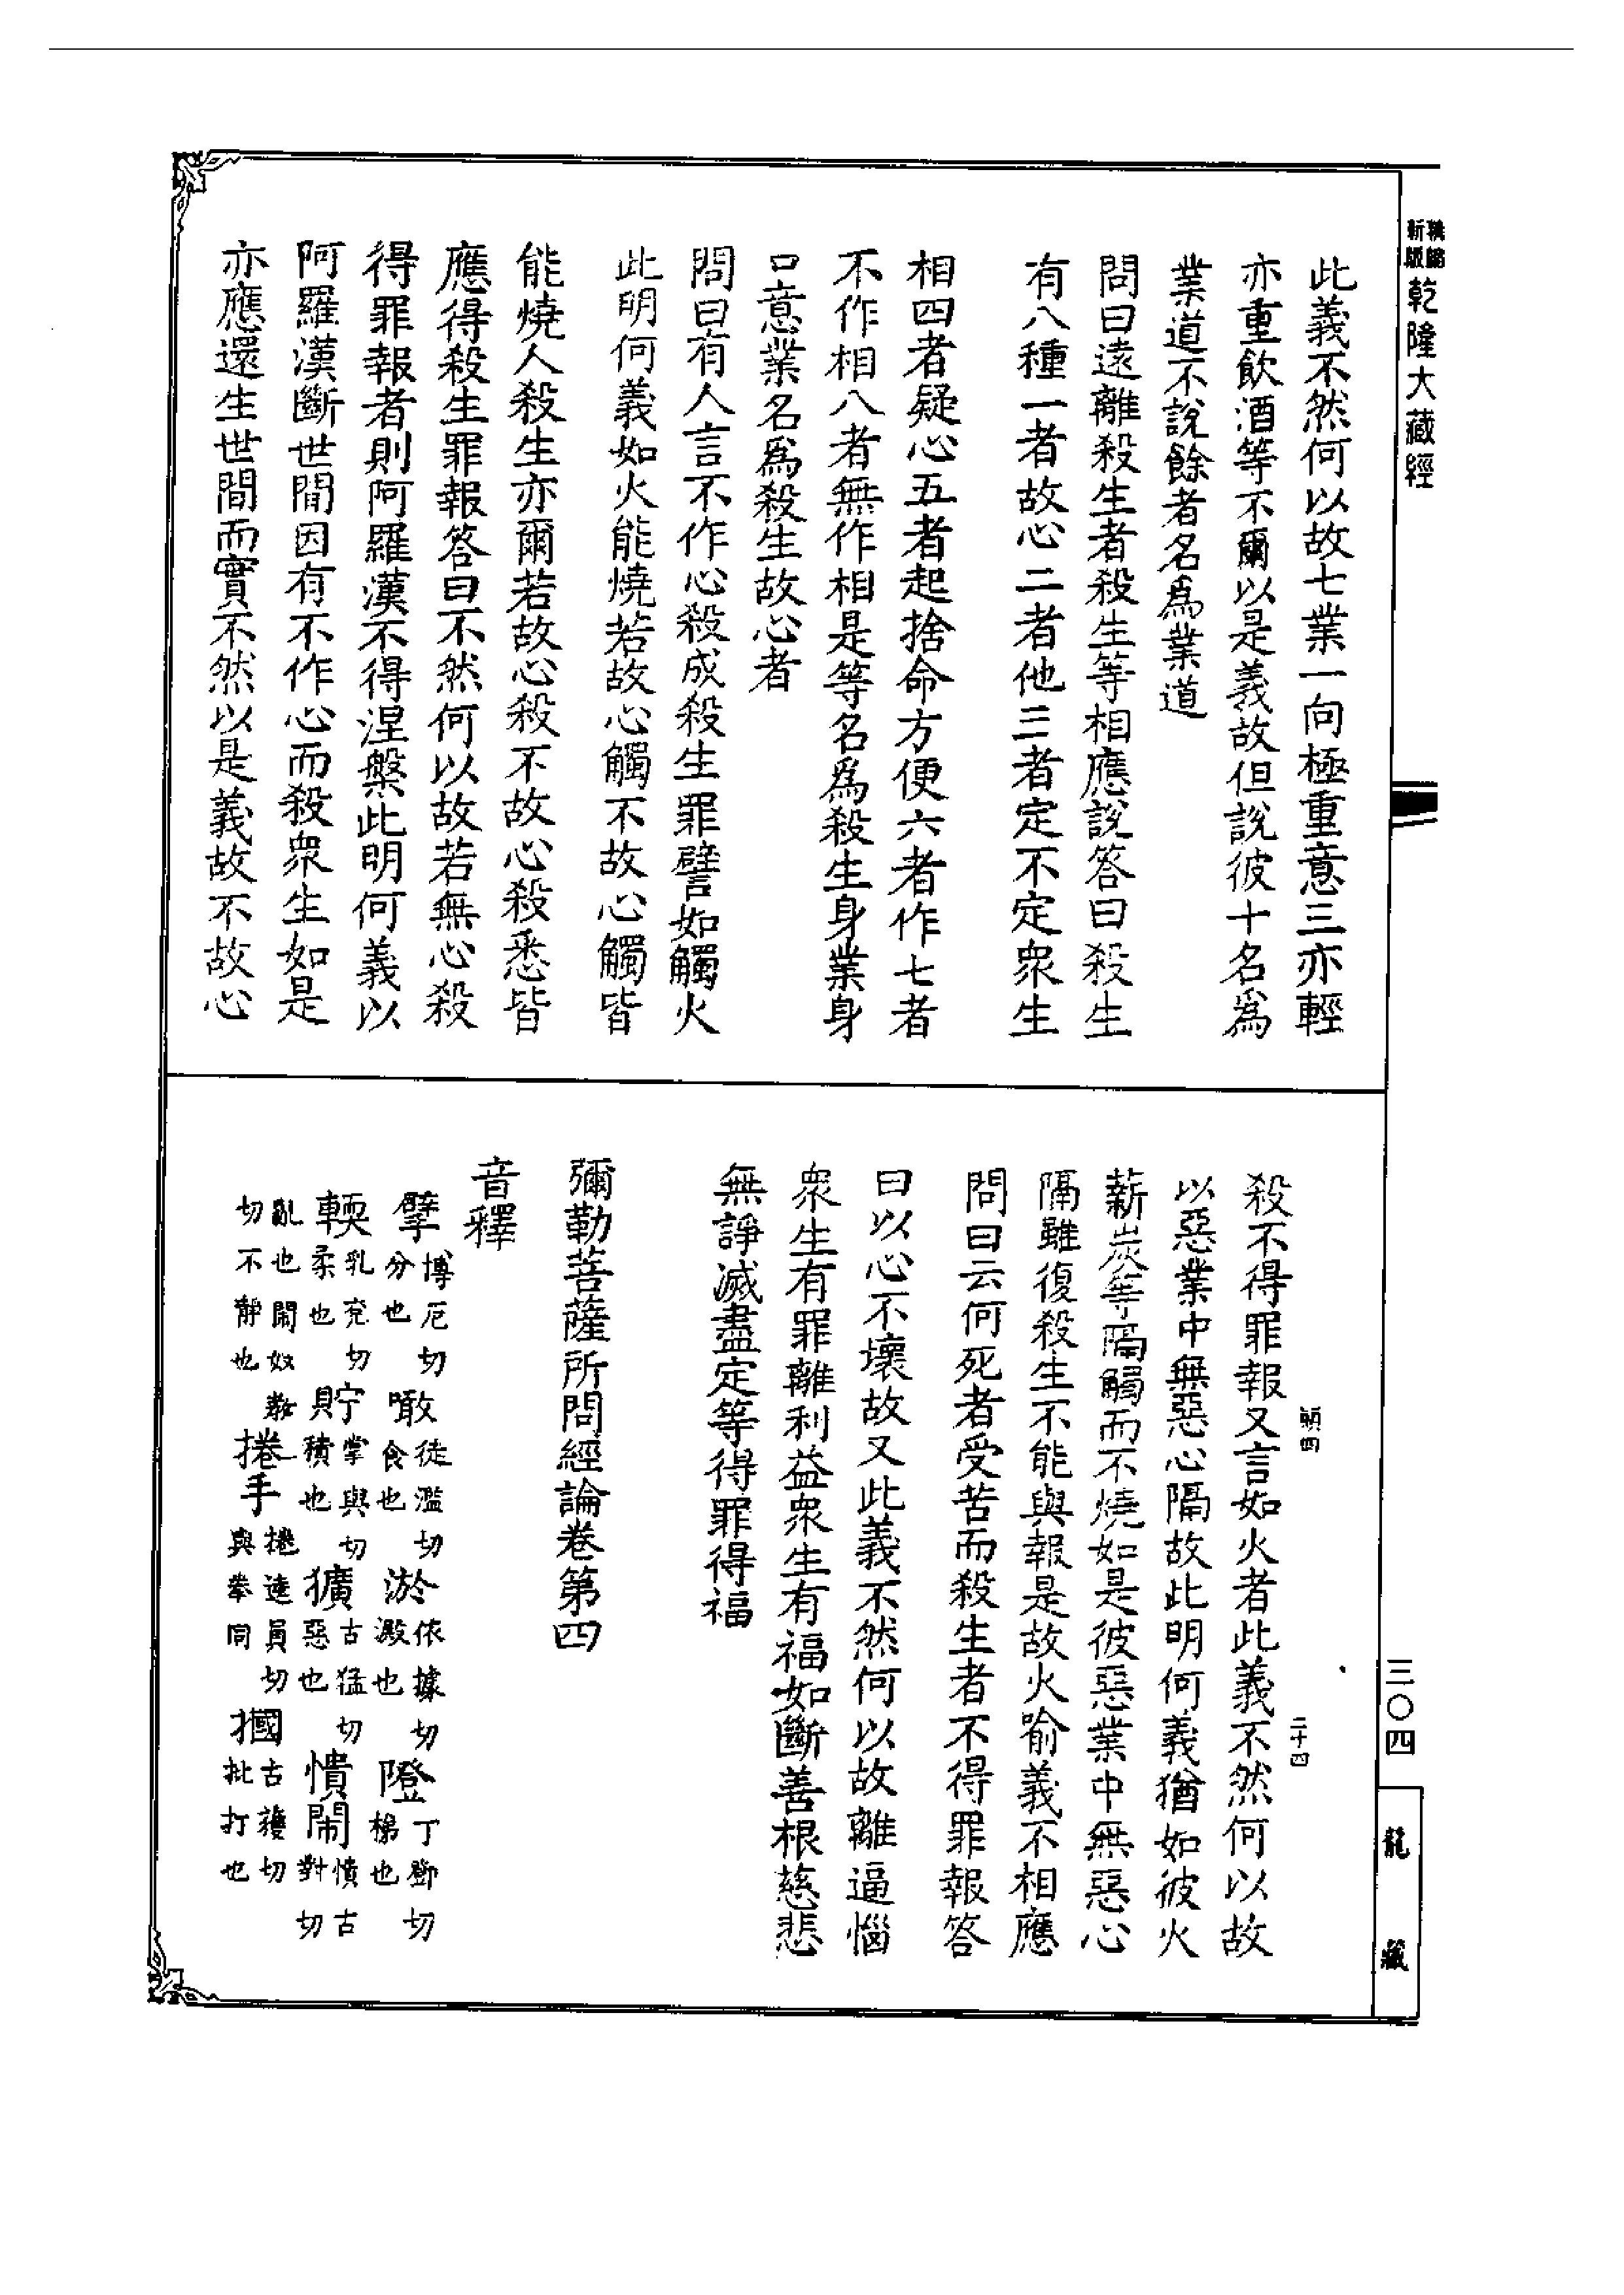 新版乾隆大藏經
此義不然何以故七業一向極重意三亦輕
亦重飲酒等不爾以是義故但說彼十名為
業道不說餘者名為業道
問曰遠離殺生者殺生等相應說答曰殺生
有八種一者故心二者他三者定不定眾生
相四者疑心五者起捨命方便六者作七者
不作相八者無作相是等名為殺生身業身
口意業名為殺生故心者
問曰有人言不作心殺成殺生罪譬如觸火
此明何義如火能燒若故心觸不故心觸皆
能燒人殺生亦爾若故心殺不故心殺悉皆
應得殺生罪報答曰不然何以故若無心殺
得罪報者則阿羅漢不得涅槃此明何義以
阿羅漢斷世間因有不作心而殺眾生如是
亦應還生世間而實不然以是義故不故心
殺不得罪報又言如火者此義不然何以故
以惡業中無惡心隔故此明何義猶如彼火
薪炭等隔觸而不燒如是彼惡業中無惡心
隔雖復殺生不能與報是故火喻義不相應
問曰云何死者受苦而殺生者不得罪報答
曰以心不壞故又此義不然何以故離逼惱
眾生有罪離利益眾生有福如斷善根慈悲
無諍滅盡定等得罪得福
彌勒菩薩所問經論卷第四
音釋
擘博厄切分也 噉徒濫切食也 淤依據切澱也 隥丁鄧切梯也
輭乳兖切柔也 貯掌與切積也 獷古猛切惡也 憒鬧憒古對切
亂也鬧奴教切不靜也 捲手捲逵員切與拳同 摑古獲切批打也
二十四
三〇四
龍藏